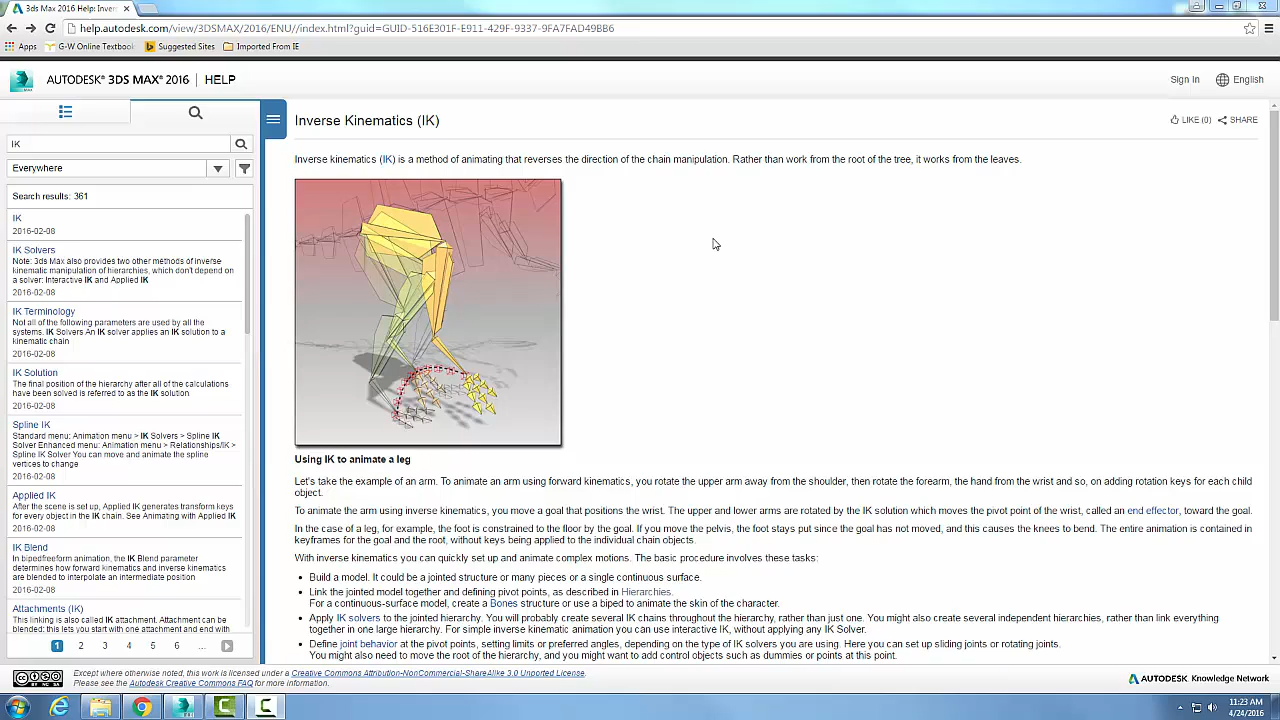 3ds Max 2016 Help: Inver
help.autodesk.com/view/3DSMAX/2016/ENU//index.html?guid=GUID-516E301F-E911-429F-9337-9FA7FAD49BB6
Apps G-W Online Textbool Suggested Sites Imported From IE
AUTODESK® 3DS MAX® 2016 | HELP
Sign In English
IK
Everywhere
Search results: 361
IK
2016-02-08
IK Solvers
Note: 3ds Max also provides two other methods of inverse
kinematic manipulation of hierarchies, which don't depend on
a solver: Interactive IK and Applied IK
2016-02-08
IK Terminology
Not all of the following parameters are used by all the
systems. IK Solvers An IK solver applies an IK solution to a
kinematic chain
2016-02-08
IK Solution
The final position of the hierarchy after all of the calculations
have been solved is referred to as the IK solution
2016-02-08
Spline IK
Standard menu: Animation menu > IK Solvers > Spline IK
Solver Enhanced menu: Animation menu > Relationships/IK >
Spline IK Solver You can move and animate the spline
vertices to change
2016-02-08
Applied IK
After the scene is set up, Applied IK generates transform keys
for every object in the IK chain. See Animating with Applied IK
2016-02-08
IK Blend
In biped/freeform animation, the IK Blend parameter
determines how forward kinematics and inverse kinematics
are blended to interpolate an intermediate position
2016-02-08
Attachments (IK)
This linking is also called IK attachment. Attachment can be
blended: this lets you start with one attachment and end with
1 2 3 4 5 6 ...
Inverse Kinematics (IK)
LIKE (0) SHARE
Inverse kinematics (IK) is a method of animating that reverses the direction of the chain manipulation. Rather than work from the root of the tree, it works from the leaves.
Using IK to animate a leg
Let's take the example of an arm. To animate an arm using forward kinematics, you rotate the upper arm away from the shoulder, then rotate the forearm, the hand from the wrist and so, on adding rotation keys for each child
object.
To animate the arm using inverse kinematics, you move a goal that positions the wrist. The upper and lower arms are rotated by the IK solution which moves the pivot point of the wrist, called an end effector, toward the goal.
In the case of a leg, for example, the foot is constrained to the floor by the goal. If you move the pelvis, the foot stays put since the goal has not moved, and this causes the knees to bend. The entire animation is contained in
keyframes for the goal and the root, without keys being applied to the individual chain objects.
With inverse kinematics you can quickly set up and animate complex motions. The basic procedure involves these tasks:
• Build a model. It could be a jointed structure or many pieces or a single continuous surface.
• Link the jointed model together and defining pivot points, as described in Hierarchies.
For a continuous-surface model, create a Bones structure or use a biped to animate the skin of the character.
• Apply IK solvers to the jointed hierarchy. You will probably create several IK chains throughout the hierarchy, rather than just one. You might also create several independent hierarchies, rather than link everything
together in one large hierarchy. For simple inverse kinematic animation you can use interactive IK, without applying any IK Solver.
• Define joint behavior at the pivot points, setting limits or preferred angles, depending on the type of IK solvers you are using. Here you can set up sliding joints or rotating joints.
You might also need to move the root of the hierarchy, and you might want to add control objects such as dummies or points at this point.
Except where otherwise noted, this work is licensed under a Creative Commons Attribution-NonCommercial-ShareAlike 3.0 Unported License.
Please see the Autodesk Creative Commons FAQ for more information.
AUTODESK Knowledge Network
11:23 AM
4/24/2016